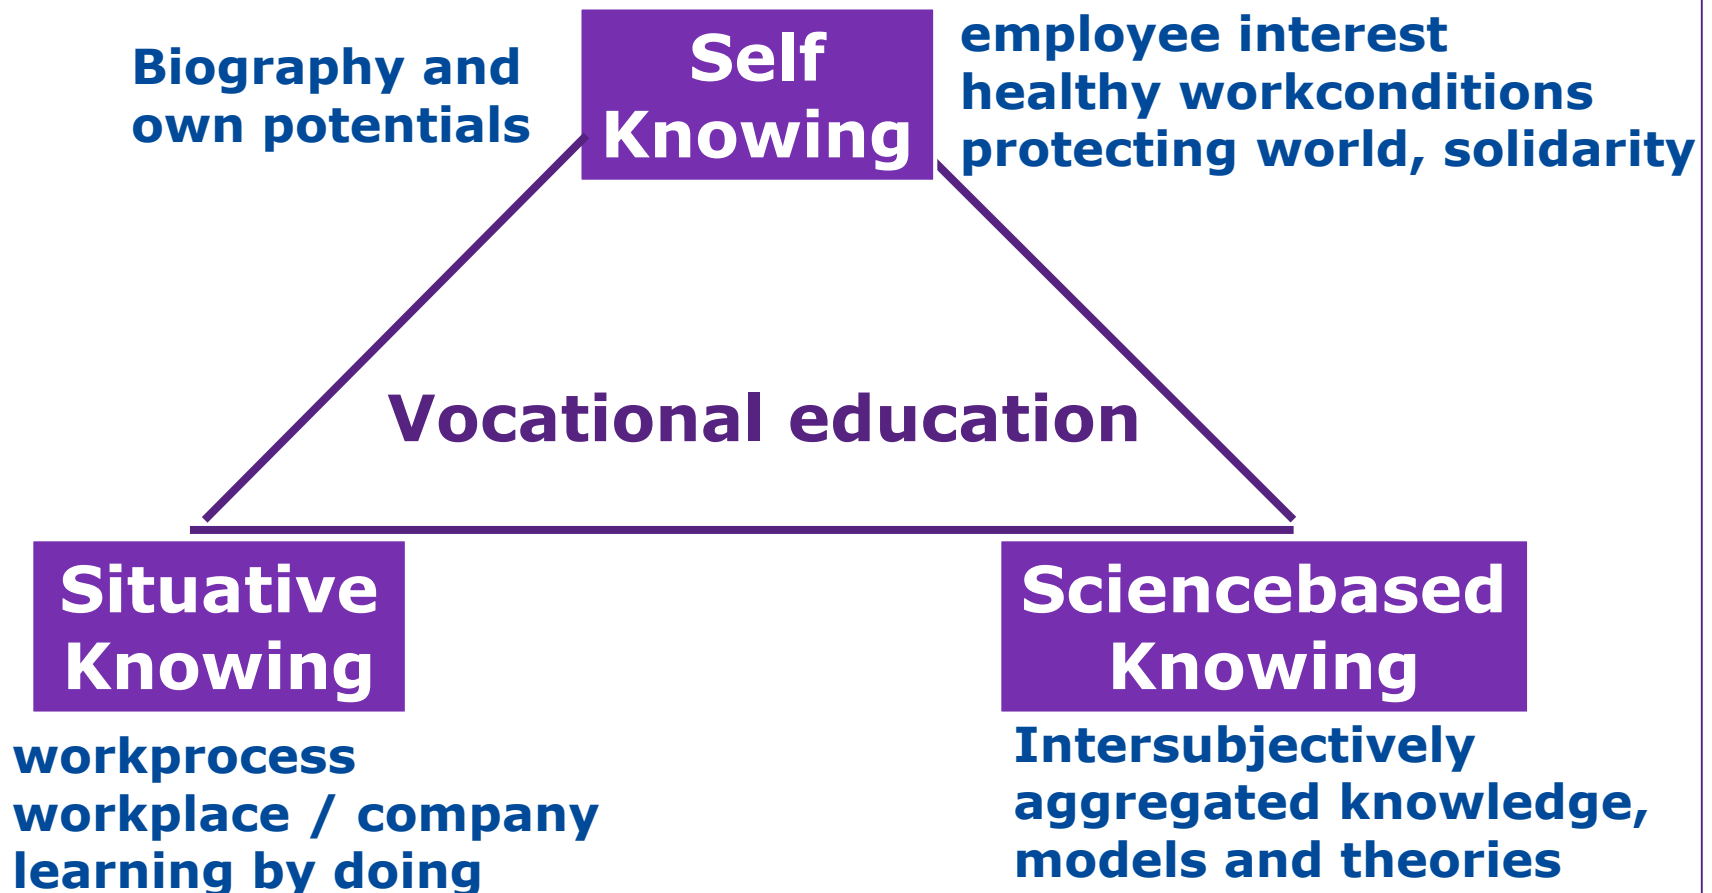 Biography and
own potentials
Self
Knowing
employee interest
healthy workconditions
protecting world, solidarity
Vocational education
Situative
Knowing
workprocess
workplace / company
learning by doing
Sciencebased
Knowing
Intersubjectively
aggregated knowledge,
models and theories